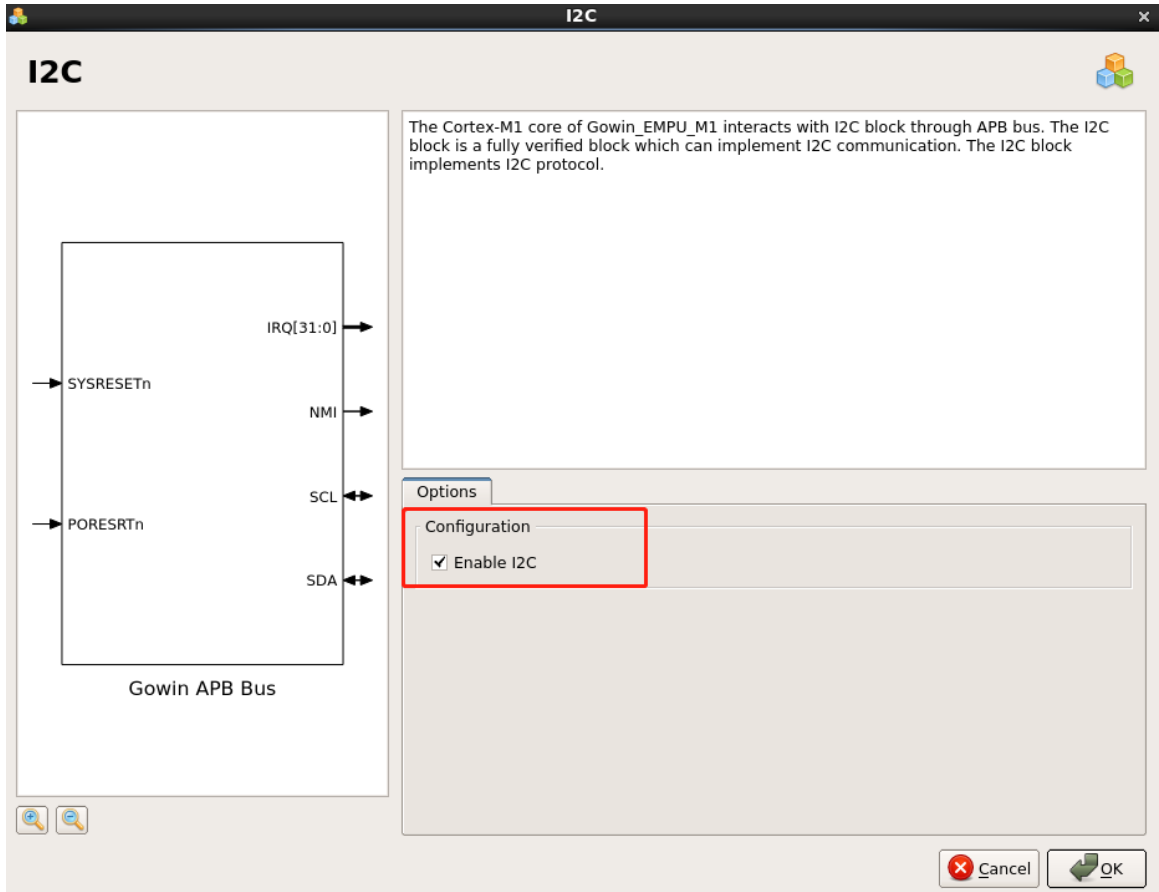 I2C
I2C
The Cortex-M1 core of Gowin_EMPU_M1 interacts with I2C block through APB bus. The I2C
block is a fully verified block which can implement I2C communication. The I2C block
implements I2C protocol.
IRQ[31:0]
SYSRESETn
NMI
SCL
PORESRTn
SDA
Gowin APB Bus
Options
Configuration
Enable I2C
Cancel
OK